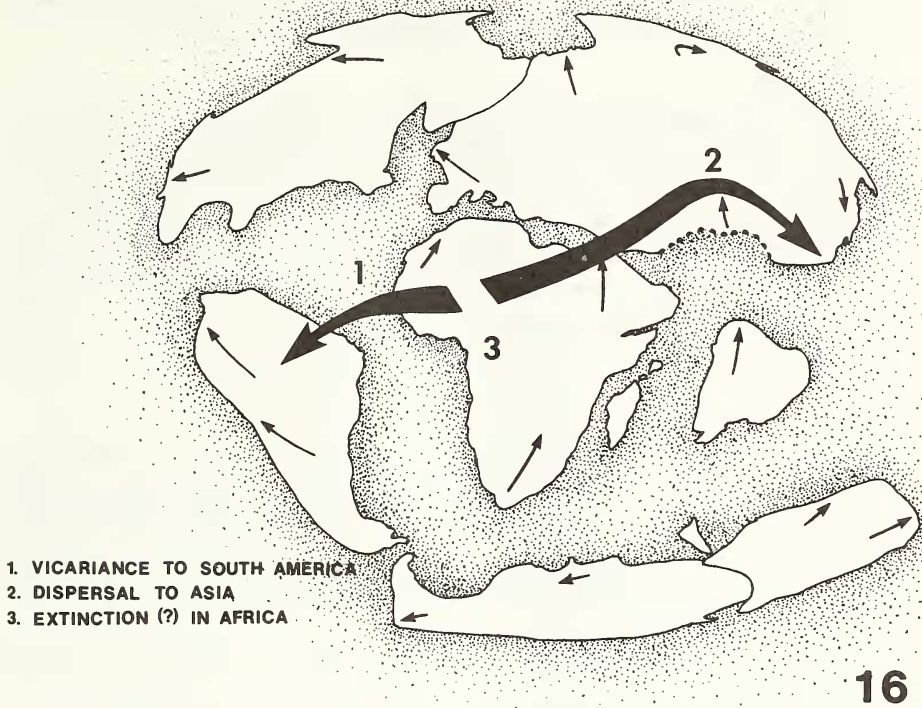 2
1
3
1. VICARIANCE TO SOUTH AMERICA
2. DISPERSAL TO ASIA
3. EXTINCTION (?) IN AFRICA
16